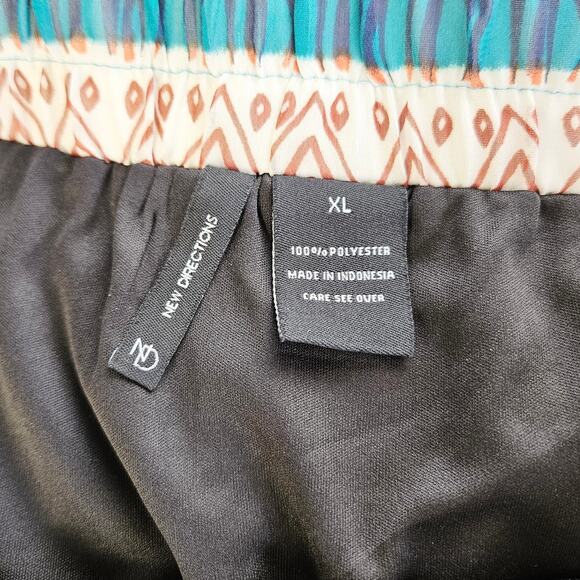 NEW DIRECTIONS
ND
XL
100% POLYESTER
MADE IN INDONESIA
CARE SEE OVER